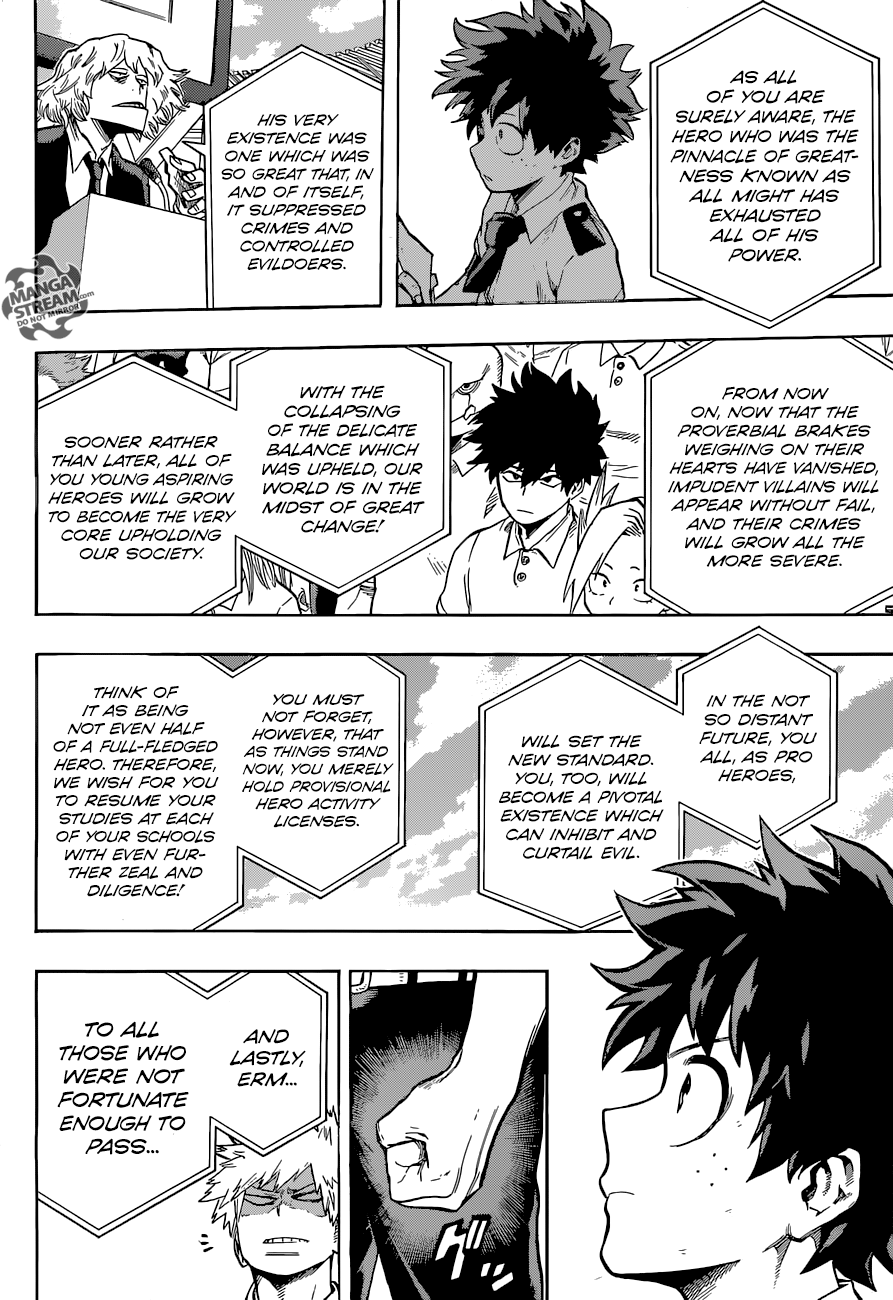 AS ALL
OF YOU ARE
SURELY AWARE, THE
HERO WHO WAS THE
PINNACLE OF GREAT-
NESS KNOWN AS
ALL MIGHT HAS
EXHAUSTED
ALL OF HIS
POWER.
HIS VERY
EXISTENCE WAS
ONE WHICH WAS
SO GREAT THAT, IN
AND OF ITSELF,
IT SUPPRESSED
CRIMES AND
CONTROLLED
EVILDOERS.
MANGA
STREAM.com
DO NOT MIRROR
FROM NOW
ON, NOW THAT THE
PROVERBIAL BRAKES
WEIGHING ON THEIR
HEARTS HAVE VANISHED,
IMPUDENT VILLAINS WILL
APPEAR WITHOUT FAIL,
AND THEIR CRIMES
WILL GROW ALL THE
MORE SEVERE.
WITH THE
COLLAPSING
OF THE DELICATE
BALANCE WHICH
WAS UPHELD, OUR
WORLD IS IN THE
MIDST OF GREAT
CHANGE!
SOONER RATHER
THAN LATER, ALL OF
YOU YOUNG ASPIRING
HEROES WILL GROW
TO BECOME THE VERY
CORE UPHOLDING
OUR SOCIETY.
IN THE NOT
SO DISTANT
FUTURE, YOU
ALL, AS PRO
HEROES,
WILL SET THE
NEW STANDARD.
YOU, TOO, WILL
BECOME A PIVOTAL
EXISTENCE WHICH
CAN INHIBIT AND
CURTAIL EVIL.
YOU MUST
NOT FORGET,
HOWEVER, THAT
AS THINGS STAND
NOW, YOU MERELY
HOLD PROVISIONAL
HERO ACTIVITY
LICENSES.
THINK OF
IT AS BEING
NOT EVEN HALF
OF A FULL-FLEDGED
HERO. THEREFORE,
WE WISH FOR YOU
TO RESUME YOUR
STUDIES AT EACH
OF YOUR SCHOOLS
WITH EVEN FUR-
THER ZEAL AND
DILIGENCE!
グッ
AND
LASTLY,
ERM...
TO ALL
THOSE WHO
WERE NOT
FORTUNATE
ENOUGH TO
PASS...